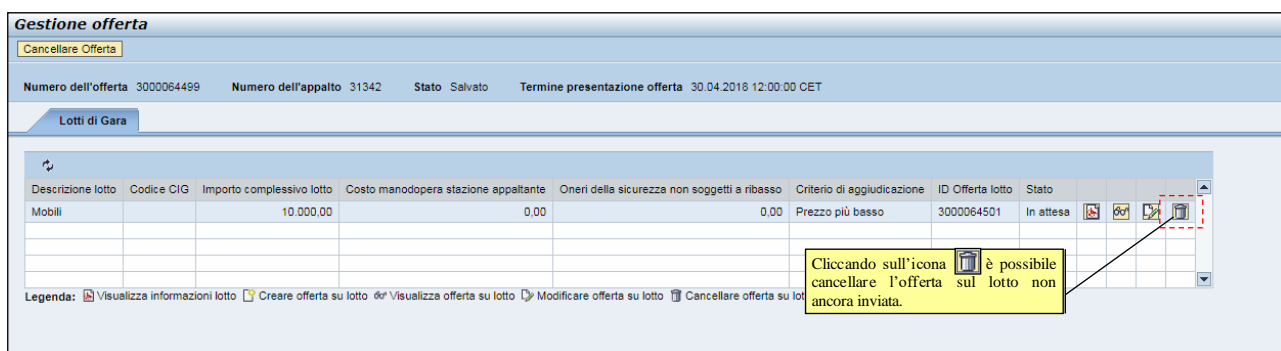 Gestione offerta
Cancellare Offerta
Numero dell'offerta 3000064499 Numero dell'appalto 31342 Stato Salvato Termine presentazione offerta 30.04.2018 12:00:00 CET
Lotti di Gara
Descrizione lotto Codice CIG Importo complessivo lotto Costo manodopera stazione appaltante Oneri della sicurezza non soggetti a ribasso Criterio di aggiudicazione ID Offerta lotto Stato
Mobili 10.000,00 0,00 0,00 Prezzo più basso 3000064501 In attesa
Cliccando sull'icona è possibile
cancellare l'offerta sul lotto non
ancora inviata.
Legenda: Visualizza informazioni lotto Creare offerta su lotto Visualizza offerta su lotto Modificare offerta su lotto Cancellare offerta su lot